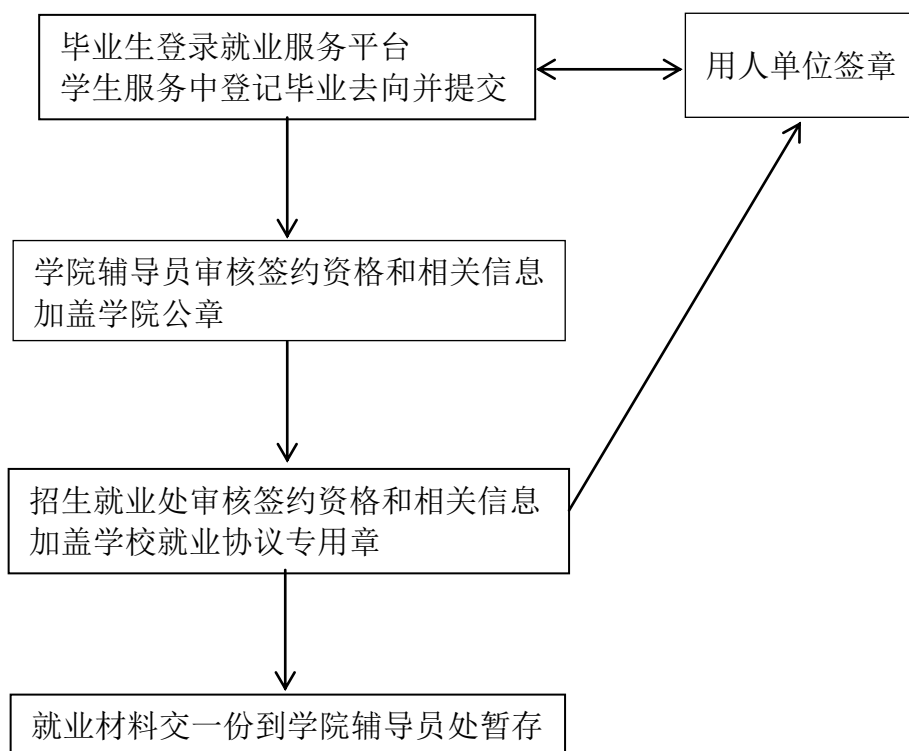 毕业生登录就业服务平台
学生服务中登记毕业去向并提交
用人单位签章
学院辅导员审核签约资格和相关信息
加盖学院公章
招生就业处审核签约资格和相关信息
加盖学校就业协议专用章
就业材料交一份到学院辅导员处暂存